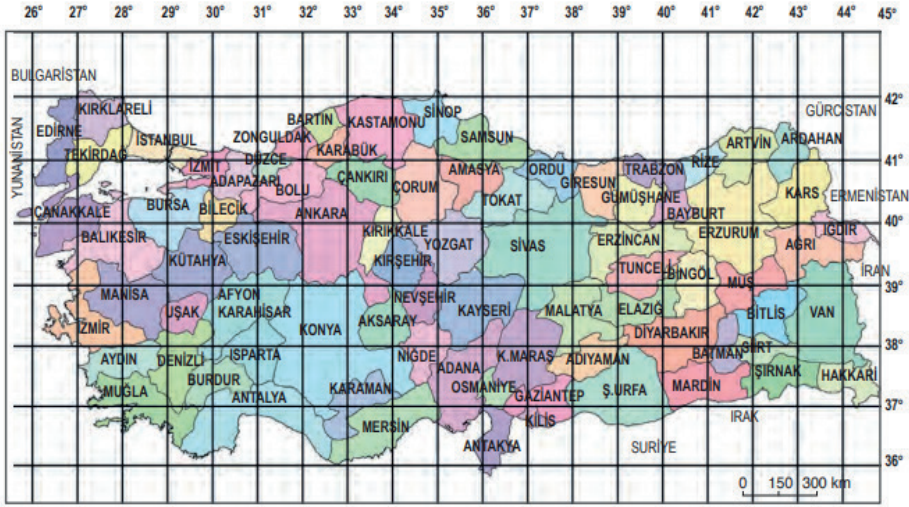 26° 27° 28° 29° 30° 31° 32° 33° 34° 35° 36° 37° 38° 39° 40° 41° 42° 43° 44° 45°
BULGARİSTAN
YUNANİSTAN
GÜRCİSTAN
ERMENİSTAN
İRAN
IRAK
SURİYE
42°
41°
40°
39°
38°
37°
36°
KIRKLARELİ
EDİRNE
TEKİRDAG
İSTANBUL
ZONGULDAK
BARTIN
KASTAMONU
SİNOP
KARABÜK
SAMSUN
ARTVİN
ARDAHAN
İZMİT
DÜZCE
ADAPAZARI
BOLU
ÇANKIRI
ÇORUM
AMASYA
ORDU
GİRESUN
TRABZON
RİZE
KARS
ÇANAKKALE
BURSA
BİLECİK
ANKARA
TOKAT
GÜMÜŞHANE
BAYBURT
BALIKESİR
ESKİŞEHİR
KIRIKKALE
YOZGAT
SİVAS
ERZİNCAN
ERZURUM
AĞRI
IĞDIR
KÜTAHYA
KIRŞEHİR
TUNCELİ
BİNGÖL
MUŞ
MANİSA
UŞAK
AFYON
KARAHİSAR
NEVŞEHİR
KAYSERİ
MALATYA
ELAZIĞ
BİTLİS
VAN
İZMİR
KONYA
AKSARAY
DİYARBAKIR
BATMAN
SİİRT
AYDIN
DENİZLİ
ISPARTA
NİĞDE
ADANA
K.MARAŞ
ADIYAMAN
ŞIRNAK
HAKKARİ
MUĞLA
BURDUR
ANTALYA
KARAMAN
OSMANİYE
GAZİANTEP
Ş.URFA
MARDİN
MERSİN
KİLİS
ANTAKYA
0 150 300 km